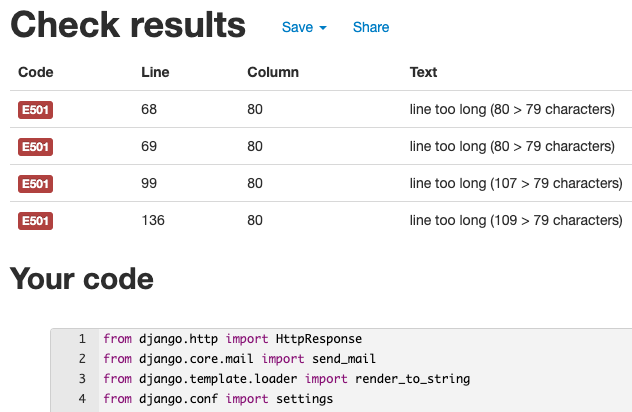 Check results Save Share
Code Line Column Text
E501 68 80 line too long (80 > 79 characters)
E501 69 80 line too long (80 > 79 characters)
E501 99 80 line too long (107 > 79 characters)
E501 136 80 line too long (109 > 79 characters)
Your code
1 from django.http import HttpResponse
2 from django.core.mail import send_mail
3 from django.template.loader import render_to_string
4 from django.conf import settings